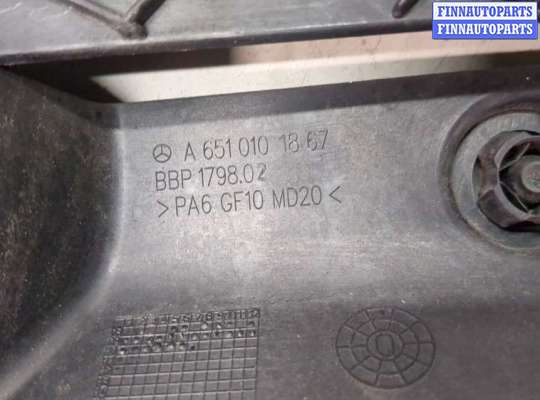 FINNAUTOPARTS
FINNAUTOPARTS
A 651 010 18 67
BBP 1798.02
>PA6 GF10 MD20<